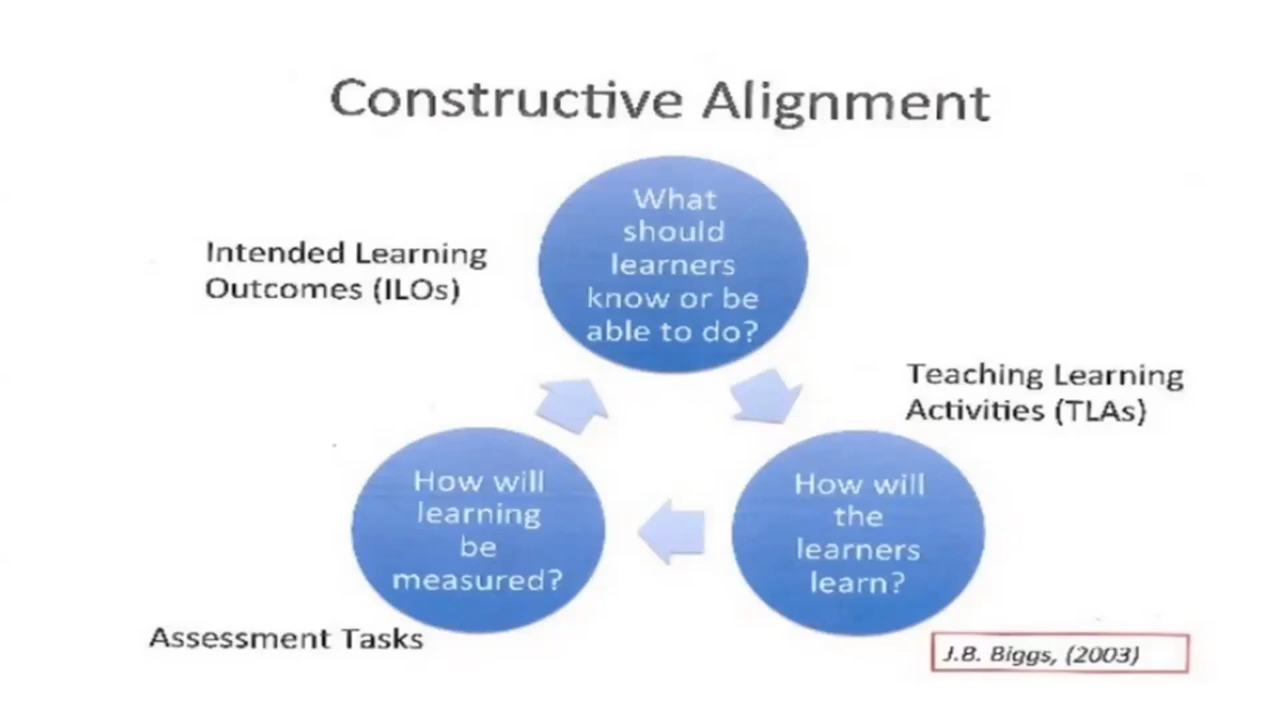 Constructive Alignment
What
should
learners
know or be
able to do?
Intended Learning
Outcomes (ILOs)
Teaching Learning
Activities (TLAs)
How will
the
learners
learn?
How will
learning
be
measured?
Assessment Tasks
J.B. Biggs, (2003)